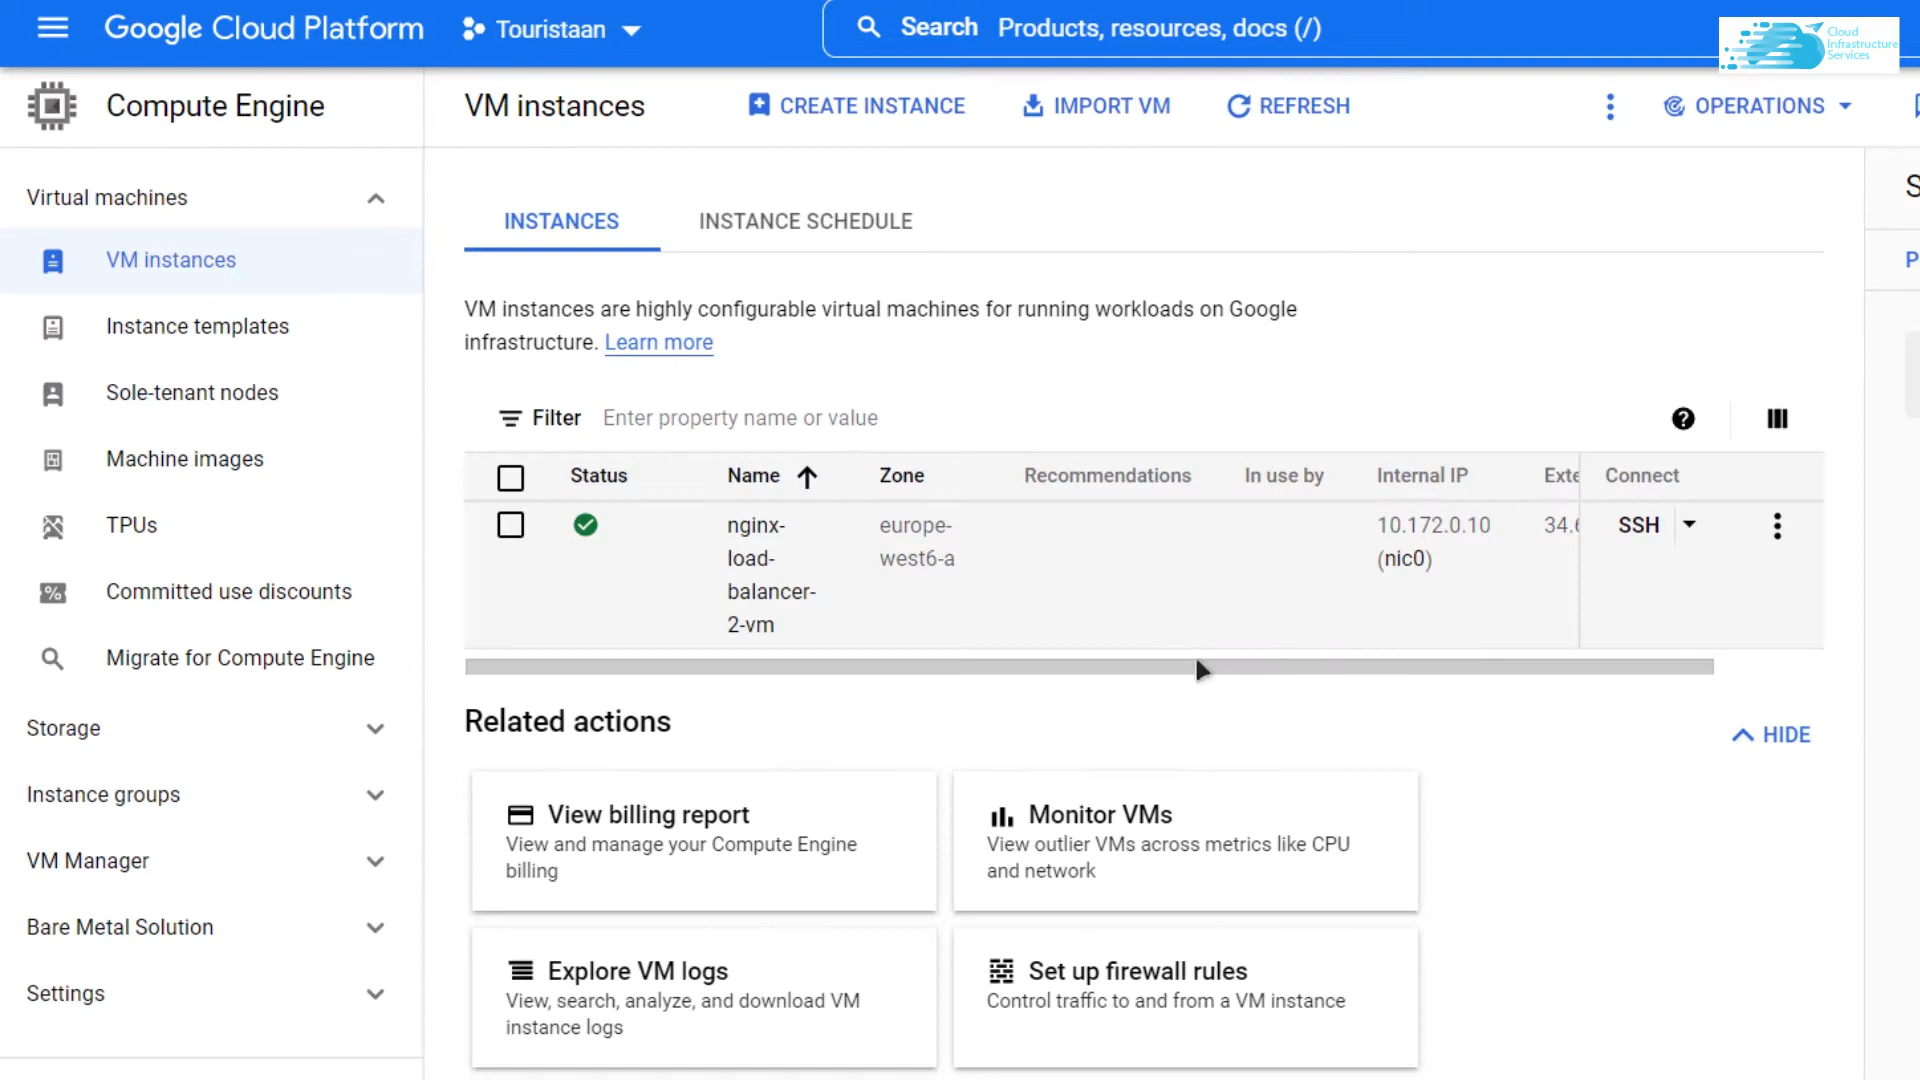 Google Cloud Platform
Touristaan
Search Products, resources, docs (/)
Cloud
Infrastructure
Services
Compute Engine
VM instances
CREATE INSTANCE
IMPORT VM
REFRESH
OPERATIONS
Virtual machines
VM instances
Instance templates
Sole-tenant nodes
Machine images
TPUs
Committed use discounts
Migrate for Compute Engine
Storage
Instance groups
VM Manager
Bare Metal Solution
Settings
INSTANCES
INSTANCE SCHEDULE
VM instances are highly configurable virtual machines for running workloads on Google
infrastructure. Learn more
Filter Enter property name or value
Status Name Zone Recommendations In use by Internal IP Exte Connect
nginx-
load-
balancer-
2-vm
europe-
west6-a
10.172.0.10
(nic0)
34.6
SSH
Related actions
HIDE
View billing report
View and manage your Compute Engine
billing
Monitor VMs
View outlier VMs across metrics like CPU
and network
Explore VM logs
View, search, analyze, and download VM
instance logs
Set up firewall rules
Control traffic to and from a VM instance
S
P